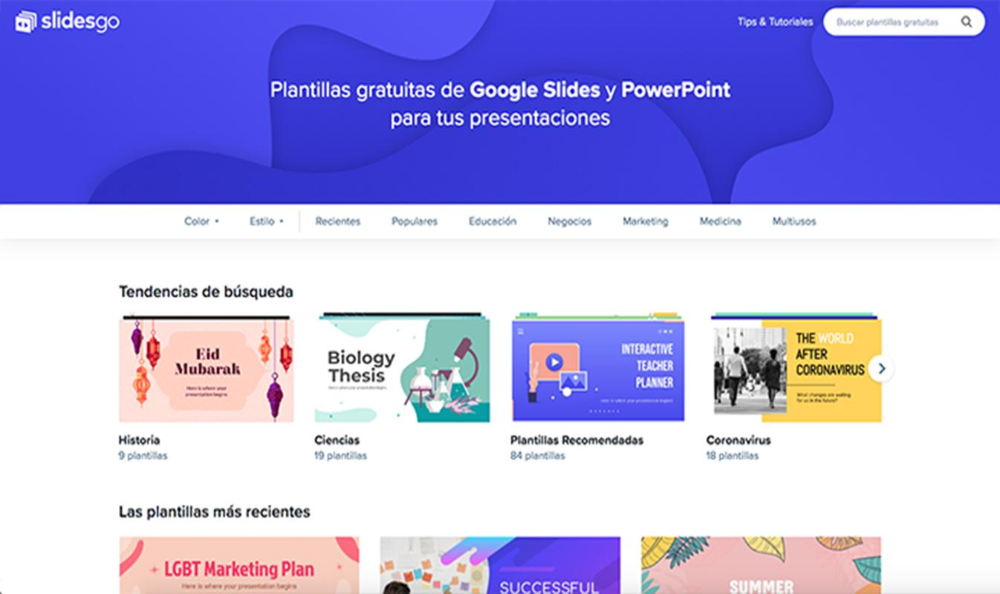 slidesgo
Tips & Tutoriales
Buscar plantillas gratuitas
Plantillas gratuitas de Google Slides y PowerPoint
para tus presentaciones
Color
Estilo
Recientes
Populares
Educación
Negocios
Marketing
Medicina
Multiusos
Tendencias de búsqueda
Eid
Mubarak
Here is where your
presentation begins
Biology
Thesis
Here is where your presentation begins
INTERACTIVE
TEACHER
PLANNER
Here is where your presentation begins
THE WORLD
AFTER
CORONAVIRUS
What changes are waiting
for us in the future?
Historia
9 plantillas
Ciencias
19 plantillas
Plantillas Recomendadas
84 plantillas
Coronavirus
18 plantillas
Las plantillas más recientes
LGBT Marketing Plan
Here is where your presentation begins
SUCCESSFUL
SUMMER